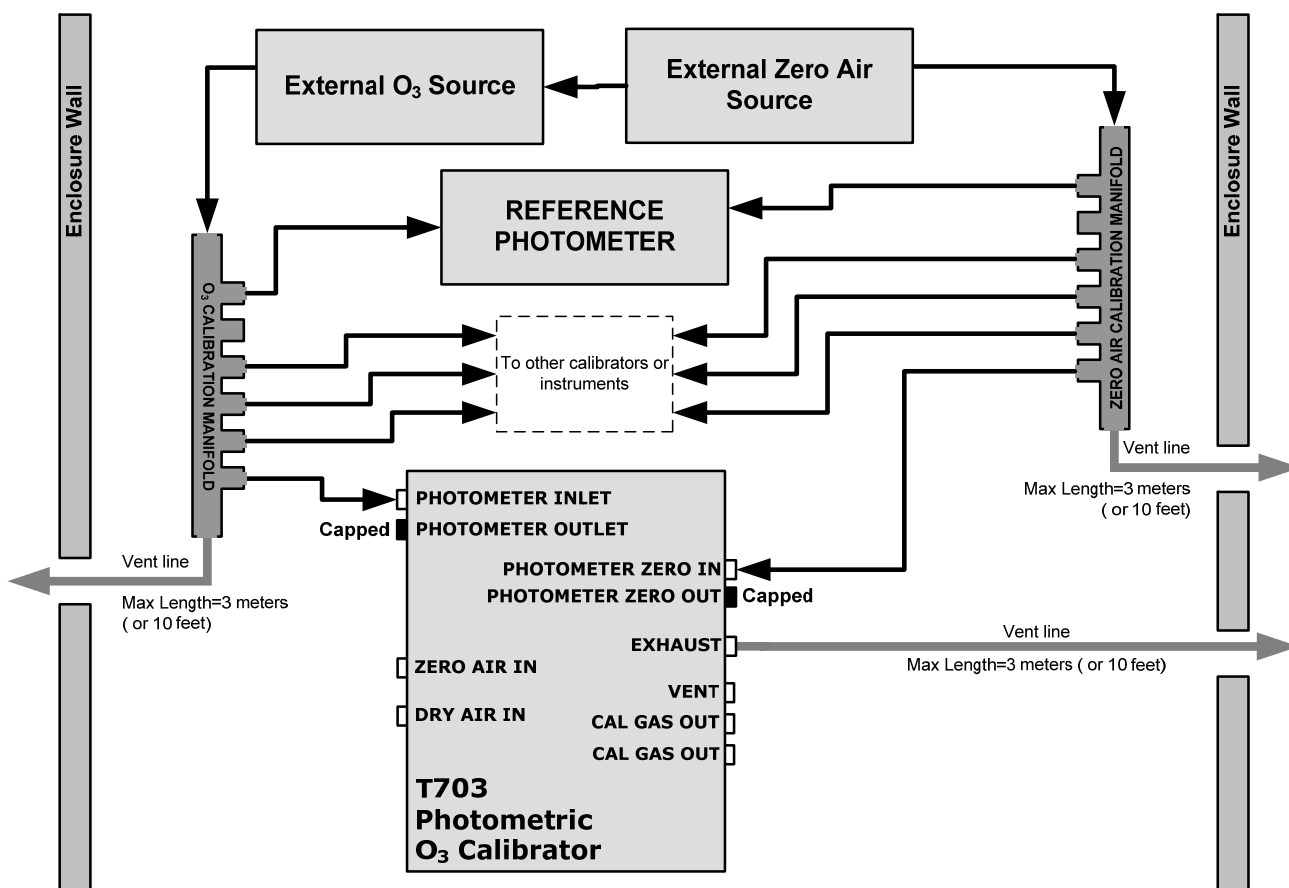 Enclosure Wall
External O₃ Source
External Zero Air
Source
Enclosure Wall
O₃ CALIBRATION MANIFOLD
REFERENCE
PHOTOMETER
ZERO AIR CALIBRATION MANIFOLD
To other calibrators or
instruments
Vent line
Max Length=3 meters
( or 10 feet)
Vent line
Max Length=3 meters
( or 10 feet)
PHOTOMETER INLET
Capped
PHOTOMETER OUTLET
PHOTOMETER ZERO IN
PHOTOMETER ZERO OUT
Capped
EXHAUST
Vent line
Max Length=3 meters ( or 10 feet)
ZERO AIR IN
VENT
DRY AIR IN
CAL GAS OUT
CAL GAS OUT
T703
Photometric
O₃ Calibrator